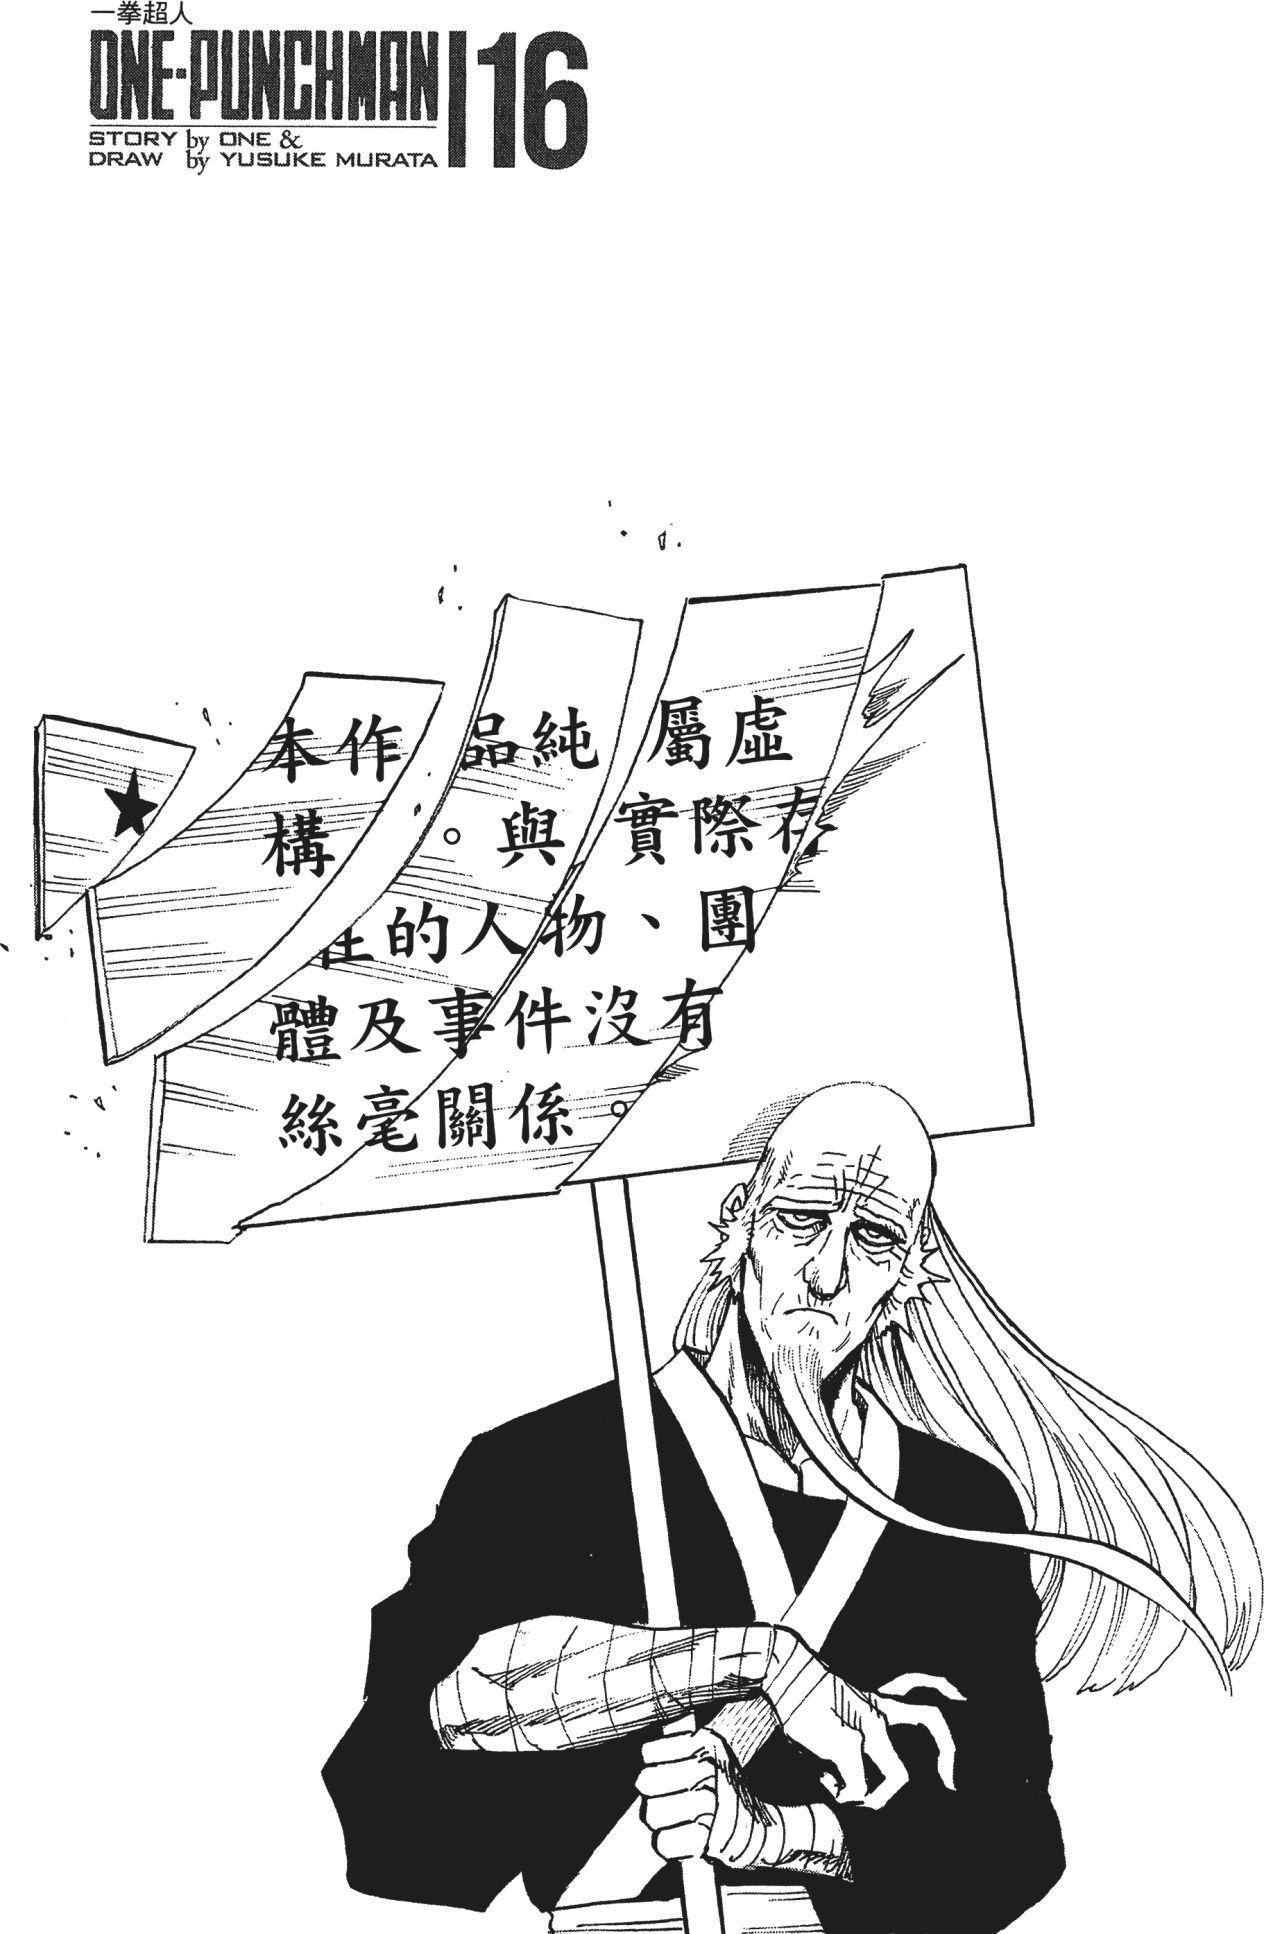 一拳超人
ONE-PUNCHMAN 16
STORY by ONE &
DRAW by YUSUKE MURATA
★本作品純屬虛
構。與實際存
在的人物、團
體及事件沒有
絲毫關係。